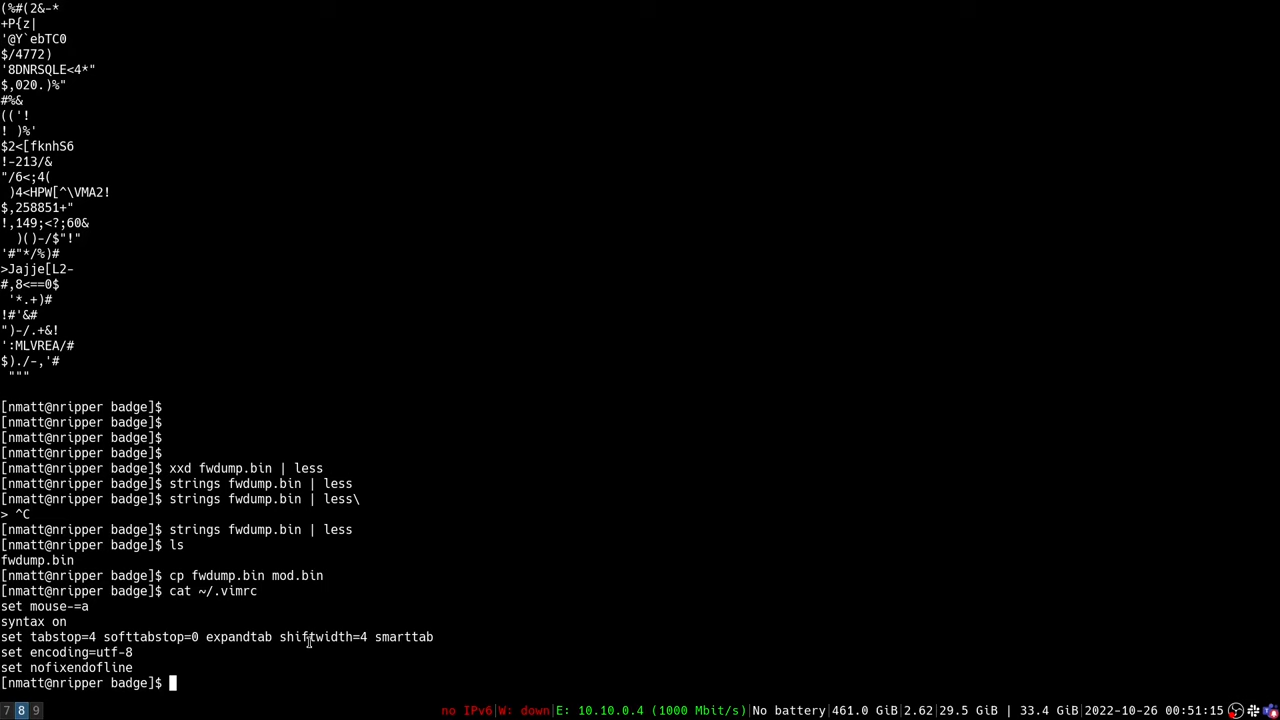 (%#(2&-*
+P{z|
'@Y`ebTC0
$/4772)
'8DNRSQLE<4*"
$,020.)%"
#%&
(('!
! )%'
$2<[fknhS6
!-213/&
"/6<;4(
 )4<HPW[^\VMA2!
$,258851+"
!,149;<?;60&
  )()-/$"!"
'#"*/%)#
>Jajje[L2-
#,8<==0$
 '*.+)#
!#'&#
")-/.+&!
':MLVREA/#
$)./-,'#
 """
[nmatt@nripper badge]$
[nmatt@nripper badge]$
[nmatt@nripper badge]$
[nmatt@nripper badge]$
[nmatt@nripper badge]$ xxd fwdump.bin | less
[nmatt@nripper badge]$ strings fwdump.bin | less
[nmatt@nripper badge]$ strings fwdump.bin | less\
> ^C
[nmatt@nripper badge]$ strings fwdump.bin | less
[nmatt@nripper badge]$ ls
fwdump.bin
[nmatt@nripper badge]$ cp fwdump.bin mod.bin
[nmatt@nripper badge]$ cat ~/.vimrc
set mouse-=a
syntax on
set tabstop=4 softtabstop=0 expandtab shiftwidth=4 smarttab
set encoding=utf-8
set nofixendofline
[nmatt@nripper badge]$
7 8 9 no IPv6|W: down|E: 10.10.0.4 (1000 Mbit/s)|No battery|461.0 GiB|2.62|29.5 GiB | 33.4 GiB|2022-10-26 00:51:15